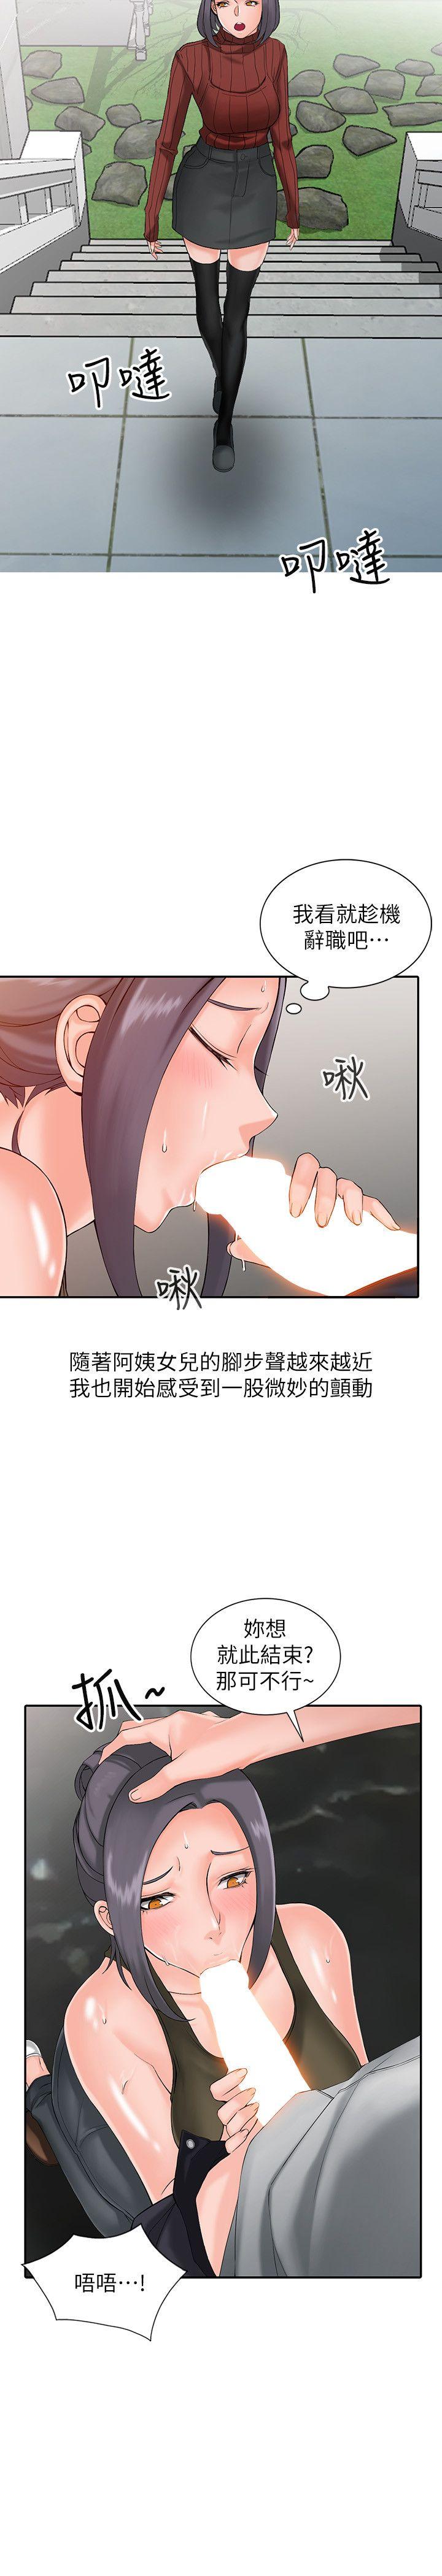 叩噠
叩噠
我看就趁機
辭職吧⋯
啾
啾
隨著阿姨女兒的腳步聲越來越近
我也開始感受到一股微妙的顫動
妳想
就此結束?
那可不行~
抓~
唔唔⋯!